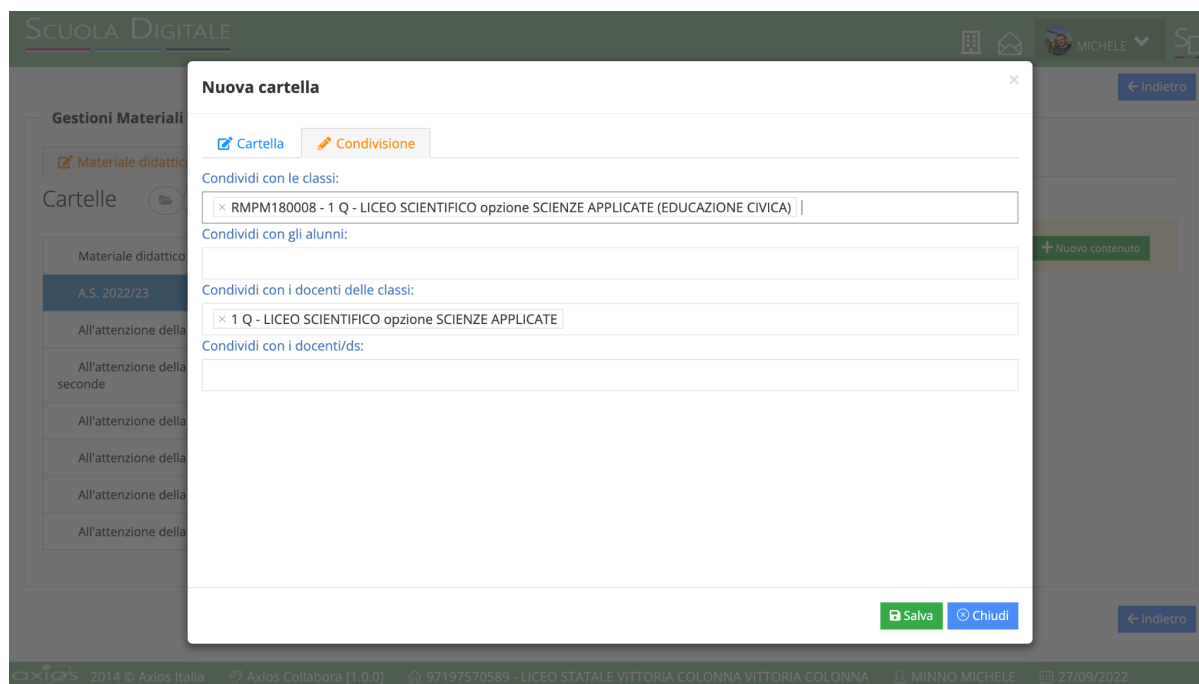 SCUOLA DIGITALE
MICHELE
SD
Nuova cartella
×
← Indietro
Gestioni Materiali
Cartella
Condivisione
Materiale didattic
Condividi con le classi:
Cartelle
× RMPM180008 - 1 Q - LICEO SCIENTIFICO opzione SCIENZE APPLICATE (EDUCAZIONE CIVICA)
Condividi con gli alunni:
Materiale didattico
+ Nuovo contenuto
A.S. 2022/23
Condividi con i docenti delle classi:
× 1 Q - LICEO SCIENTIFICO opzione SCIENZE APPLICATE
All'attenzione della
Condividi con i docenti/ds:
All'attenzione della
seconde
All'attenzione della
All'attenzione della
All'attenzione della
All'attenzione della
Salva
Chiudi
← Indietro
axios 2014 © Axios Italia Axios Collabora [1.0.0] 97197570589 - LICEO STATALE VITTORIA COLONNA VITTORIA COLONNA MINNO MICHELE 27/09/2022